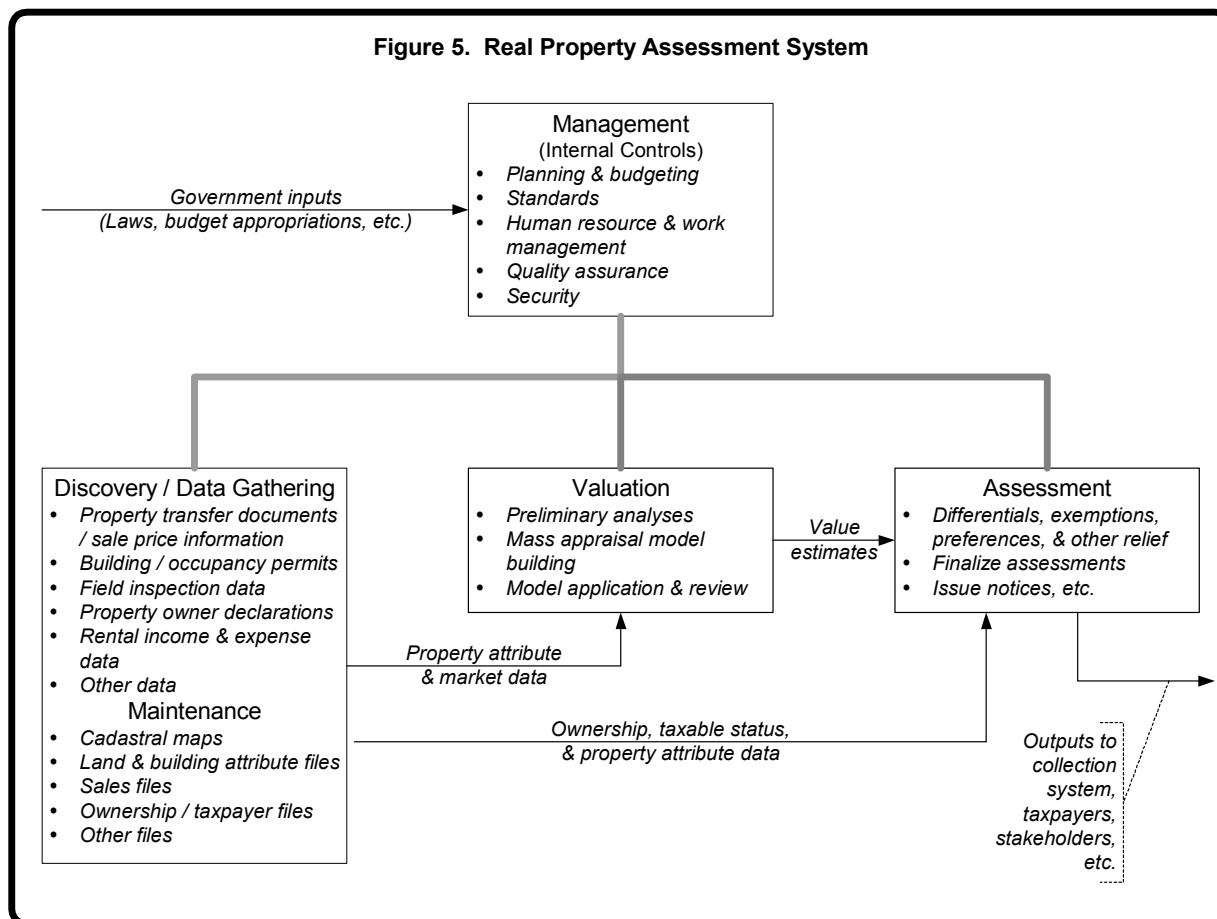 Figure 5. Real Property Assessment System
Management
(Internal Controls)
• Planning & budgeting
• Standards
• Human resource & work
management
• Quality assurance
• Security
Government inputs
(Laws, budget appropriations, etc.)
Discovery / Data Gathering
• Property transfer documents
/ sale price information
• Building / occupancy permits
• Field inspection data
• Property owner declarations
• Rental income & expense
data
• Other data
Maintenance
• Cadastral maps
• Land & building attribute files
• Sales files
• Ownership / taxpayer files
• Other files
Valuation
• Preliminary analyses
• Mass appraisal model
building
• Model application & review
Value
estimates
Assessment
• Differentials, exemptions,
preferences, & other relief
• Finalize assessments
• Issue notices, etc.
Property attribute
& market data
Ownership, taxable status,
& property attribute data
Outputs to
collection
system,
taxpayers,
stakeholders,
etc.